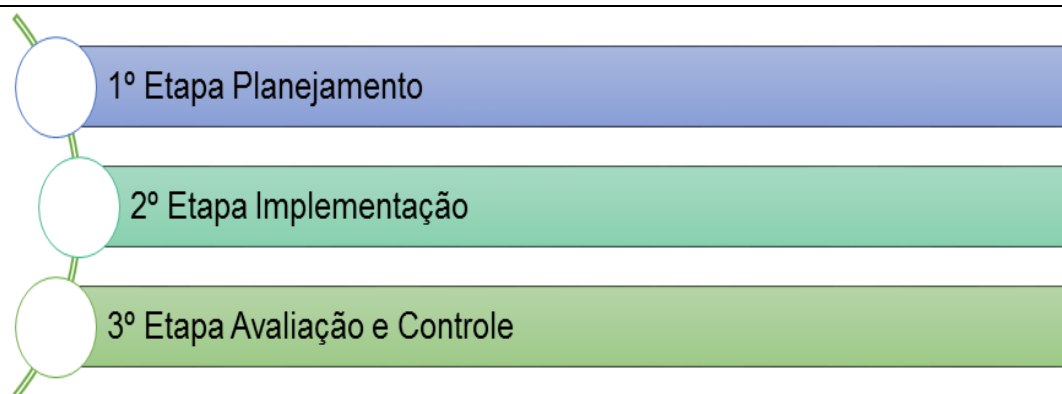 1º Etapa Planejamento
2º Etapa Implementação
3º Etapa Avaliação e Controle